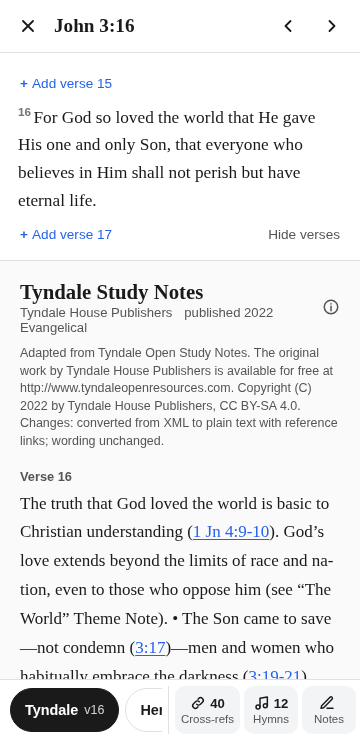 John 3:16
+ Add verse 15
16 For God so loved the world that He gave
His one and only Son, that everyone who
believes in Him shall not perish but have
eternal life.
+ Add verse 17 Hide verses
Tyndale Study Notes
Tyndale House Publishers published 2022
Evangelical
Adapted from Tyndale Open Study Notes. The original
work by Tyndale House Publishers is available for free at
http://www.tyndaleopenresources.com. Copyright (C)
2022 by Tyndale House Publishers, CC BY-SA 4.0.
Changes: converted from XML to plain text with reference
links; wording unchanged.
Verse 16
The truth that God loved the world is basic to
Christian understanding (1 Jn 4:9-10). God’s
love extends beyond the limits of race and na-
tion, even to those who oppose him (see “The
World” Theme Note). • The Son came to save
—not condemn (3:17)—men and women who
habitually embrace the darkness (3:19-21).
Tyndale v16
Her
40
Cross-refs
12
Hymns
Notes